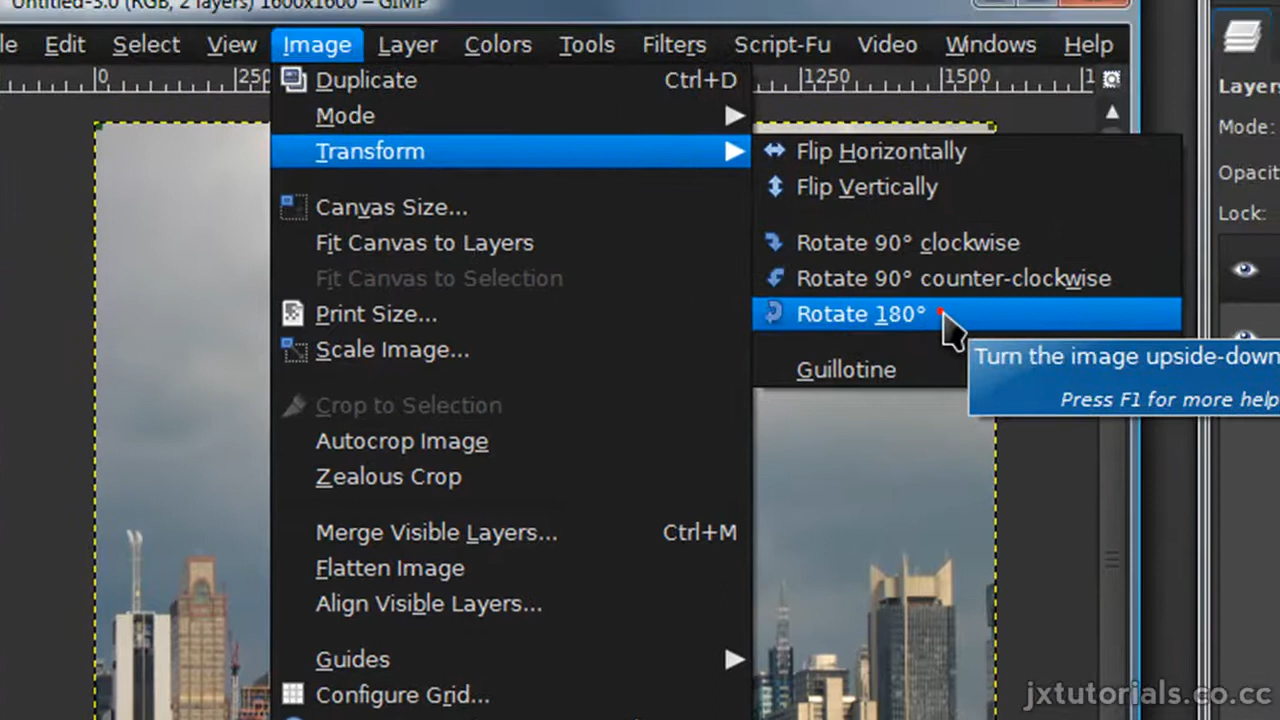 Untitled-3.0 (RGB, 2 layers) 1600x1600 – GIMP
le Edit Select View Image Layer Colors Tools Filters Script-Fu Video Windows Help
0 250 1250 1500
Duplicate Ctrl+D
Mode
Transform
Canvas Size...
Fit Canvas to Layers
Fit Canvas to Selection
Print Size...
Scale Image...
Crop to Selection
Autocrop Image
Zealous Crop
Merge Visible Layers... Ctrl+M
Flatten Image
Align Visible Layers...
Guides
Configure Grid...
Flip Horizontally
Flip Vertically
Rotate 90° clockwise
Rotate 90° counter-clockwise
Rotate 180°
Guillotine
Turn the image upside-down
Press F1 for more help
Layers
Mode:
Opacit
Lock:
jxtutorials.co.cc